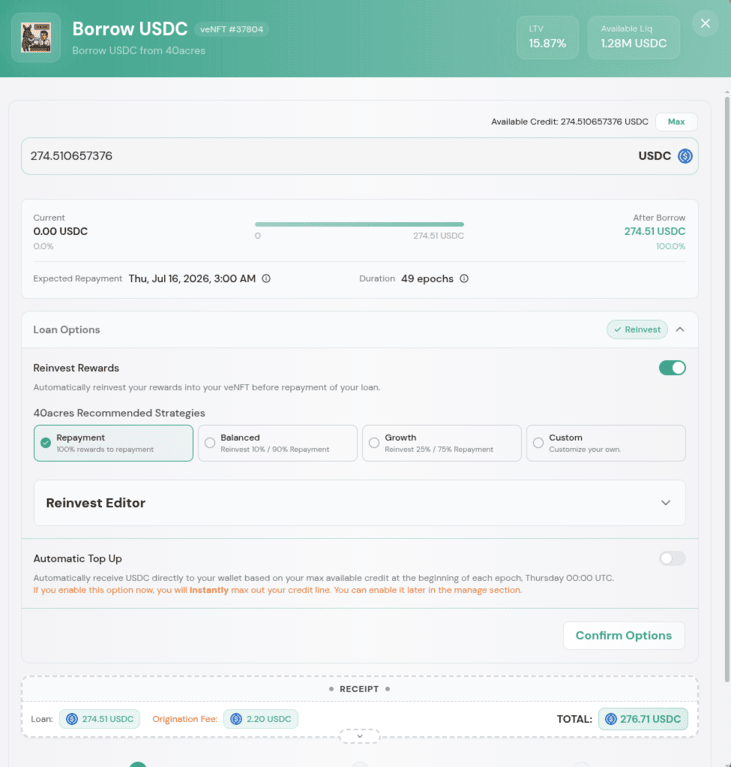 Borrow USDC veNFT #37804
Borrow USDC from 40acres
LTV
15.87%
Available Liq
1.28M USDC
Available Credit: 274.510657376 USDC Max
274.510657376 USDC
Current
0.00 USDC
0.0%
0 274.51 USDC
After Borrow
274.51 USDC
100.0%
Expected Repayment Thu, Jul 16, 2026, 3:00 AM Duration 49 epochs
Loan Options Reinvest
Reinvest Rewards
Automatically reinvest your rewards into your veNFT before repayment of your loan.
40acres Recommended Strategies
Repayment
100% rewards to repayment
Balanced
Reinvest 10% / 90% Repayment
Growth
Reinvest 25% / 75% Repayment
Custom
Customize your own.
Reinvest Editor
Automatic Top Up
Automatically receive USDC directly to your wallet based on your max available credit at the beginning of each epoch, Thursday 00:00 UTC.
If you enable this option now, you will instantly max out your credit line. You can enable it later in the manage section.
Confirm Options
RECEIPT
Loan: 274.51 USDC Origination Fee: 2.20 USDC TOTAL: 276.71 USDC